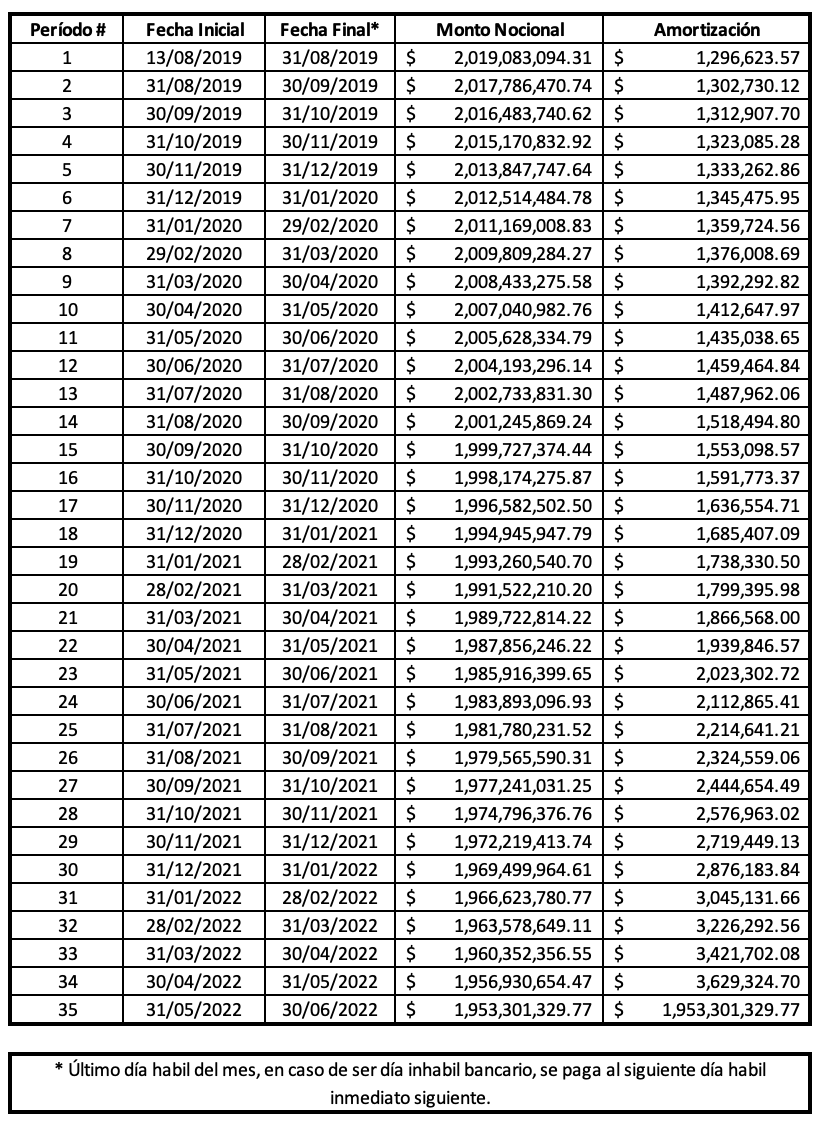 Período # Fecha Inicial Fecha Final* Monto Nocional Amortización
1 13/08/2019 31/08/2019 $ 2,019,083,094.31 $ 1,296,623.57
2 31/08/2019 30/09/2019 $ 2,017,786,470.74 $ 1,302,730.12
3 30/09/2019 31/10/2019 $ 2,016,483,740.62 $ 1,312,907.70
4 31/10/2019 30/11/2019 $ 2,015,170,832.92 $ 1,323,085.28
5 30/11/2019 31/12/2019 $ 2,013,847,747.64 $ 1,333,262.86
6 31/12/2019 31/01/2020 $ 2,012,514,484.78 $ 1,345,475.95
7 31/01/2020 29/02/2020 $ 2,011,169,008.83 $ 1,359,724.56
8 29/02/2020 31/03/2020 $ 2,009,809,284.27 $ 1,376,008.69
9 31/03/2020 30/04/2020 $ 2,008,433,275.58 $ 1,392,292.82
10 30/04/2020 31/05/2020 $ 2,007,040,982.76 $ 1,412,647.97
11 31/05/2020 30/06/2020 $ 2,005,628,334.79 $ 1,435,038.65
12 30/06/2020 31/07/2020 $ 2,004,193,296.14 $ 1,459,464.84
13 31/07/2020 31/08/2020 $ 2,002,733,831.30 $ 1,487,962.06
14 31/08/2020 30/09/2020 $ 2,001,245,869.24 $ 1,518,494.80
15 30/09/2020 31/10/2020 $ 1,999,727,374.44 $ 1,553,098.57
16 31/10/2020 30/11/2020 $ 1,998,174,275.87 $ 1,591,773.37
17 30/11/2020 31/12/2020 $ 1,996,582,502.50 $ 1,636,554.71
18 31/12/2020 31/01/2021 $ 1,994,945,947.79 $ 1,685,407.09
19 31/01/2021 28/02/2021 $ 1,993,260,540.70 $ 1,738,330.50
20 28/02/2021 31/03/2021 $ 1,991,522,210.20 $ 1,799,395.98
21 31/03/2021 30/04/2021 $ 1,989,722,814.22 $ 1,866,568.00
22 30/04/2021 31/05/2021 $ 1,987,856,246.22 $ 1,939,846.57
23 31/05/2021 30/06/2021 $ 1,985,916,399.65 $ 2,023,302.72
24 30/06/2021 31/07/2021 $ 1,983,893,096.93 $ 2,112,865.41
25 31/07/2021 31/08/2021 $ 1,981,780,231.52 $ 2,214,641.21
26 31/08/2021 30/09/2021 $ 1,979,565,590.31 $ 2,324,559.06
27 30/09/2021 31/10/2021 $ 1,977,241,031.25 $ 2,444,654.49
28 31/10/2021 30/11/2021 $ 1,974,796,376.76 $ 2,576,963.02
29 30/11/2021 31/12/2021 $ 1,972,219,413.74 $ 2,719,449.13
30 31/12/2021 31/01/2022 $ 1,969,499,964.61 $ 2,876,183.84
31 31/01/2022 28/02/2022 $ 1,966,623,780.77 $ 3,045,131.66
32 28/02/2022 31/03/2022 $ 1,963,578,649.11 $ 3,226,292.56
33 31/03/2022 30/04/2022 $ 1,960,352,356.55 $ 3,421,702.08
34 30/04/2022 31/05/2022 $ 1,956,930,654.47 $ 3,629,324.70
35 31/05/2022 30/06/2022 $ 1,953,301,329.77 $ 1,953,301,329.77
* Último día habil del mes, en caso de ser día inhabil bancario, se paga al siguiente día habil
inmediato siguiente.